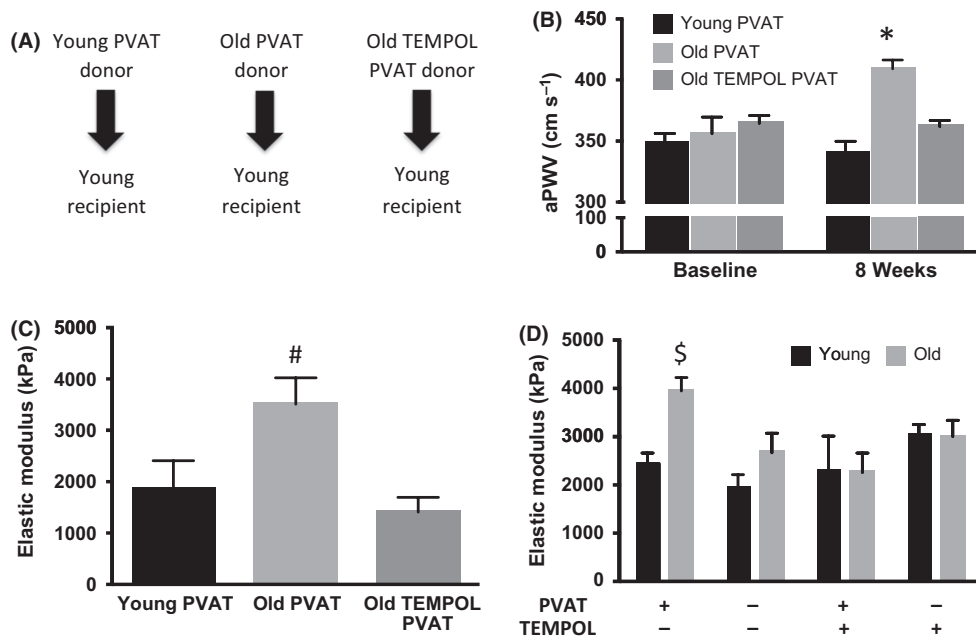 (A)
Young PVAT
donor
Old PVAT
donor
Old TEMPOL
PVAT donor
Young
recipient
Young
recipient
Young
recipient
(B)
450
400
350
300
100
0
aPWV (cm s⁻¹)
Young PVAT
Old PVAT
Old TEMPOL PVAT
*
Baseline
8 Weeks
(C)
5000
4000
3000
2000
1000
0
Elastic modulus (kPa)
#
Young PVAT
Old PVAT
Old TEMPOL
PVAT
(D)
5000
4000
3000
2000
1000
0
Elastic modulus (kPa)
Young
Old
$
PVAT + – + –
TEMPOL – – + +